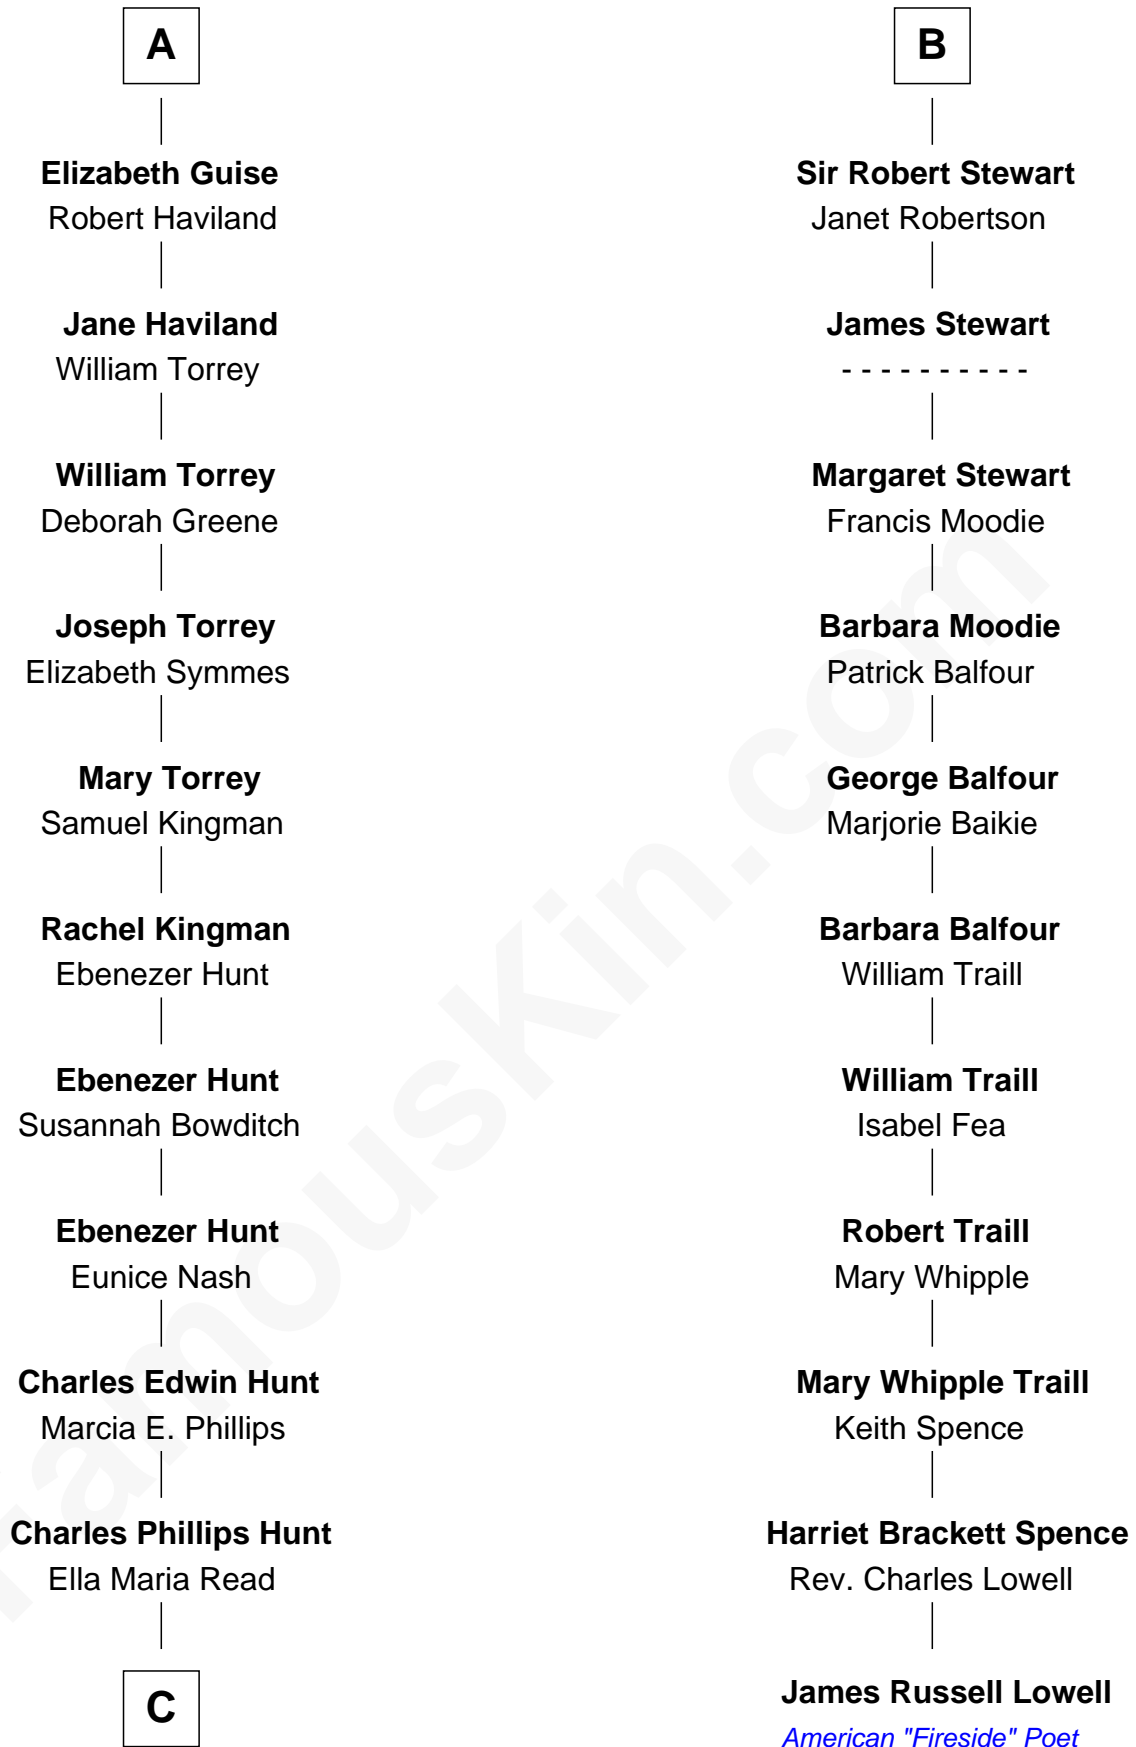 A
Elizabeth Guise
Robert Haviland
Jane Haviland
William Torrey
William Torrey
Deborah Greene
Joseph Torrey
Elizabeth Symmes
Mary Torrey
Samuel Kingman
Rachel Kingman
Ebenezer Hunt
Ebenezer Hunt
Susannah Bowditch
Ebenezer Hunt
Eunice Nash
Charles Edwin Hunt
Marcia E. Phillips
Charles Phillips Hunt
Ella Maria Read
C
B
Sir Robert Stewart
Janet Robertson
James Stewart
- - - - - - - - - -
Margaret Stewart
Francis Moodie
Barbara Moodie
Patrick Balfour
George Balfour
Marjorie Baikie
Barbara Balfour
William Traill
William Traill
Isabel Fea
Robert Traill
Mary Whipple
Mary Whipple Traill
Keith Spence
Harriet Brackett Spence
Rev. Charles Lowell
James Russell Lowell
American "Fireside" Poet
FamousKin.com